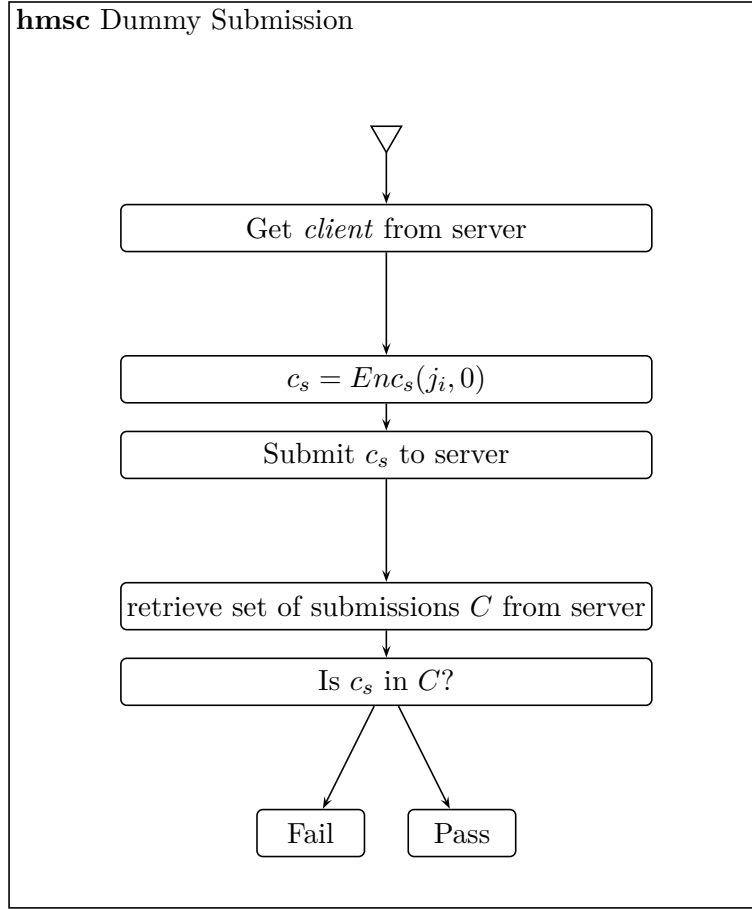 hmsc Dummy Submission
Get client from server
c_s = Enc_s(j_i, 0)
Submit c_s to server
retrieve set of submissions C from server
Is c_s in C?
Fail
Pass